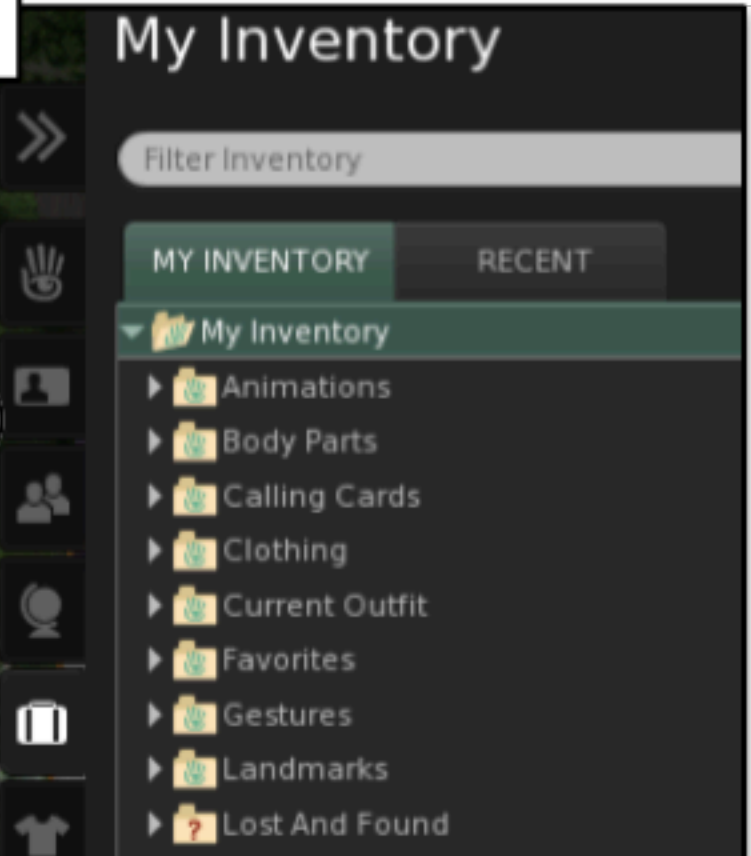 My Inventory
Filter Inventory
MY INVENTORY RECENT
My Inventory
Animations
Body Parts
Calling Cards
Clothing
Current Outfit
Favorites
Gestures
Landmarks
Lost And Found